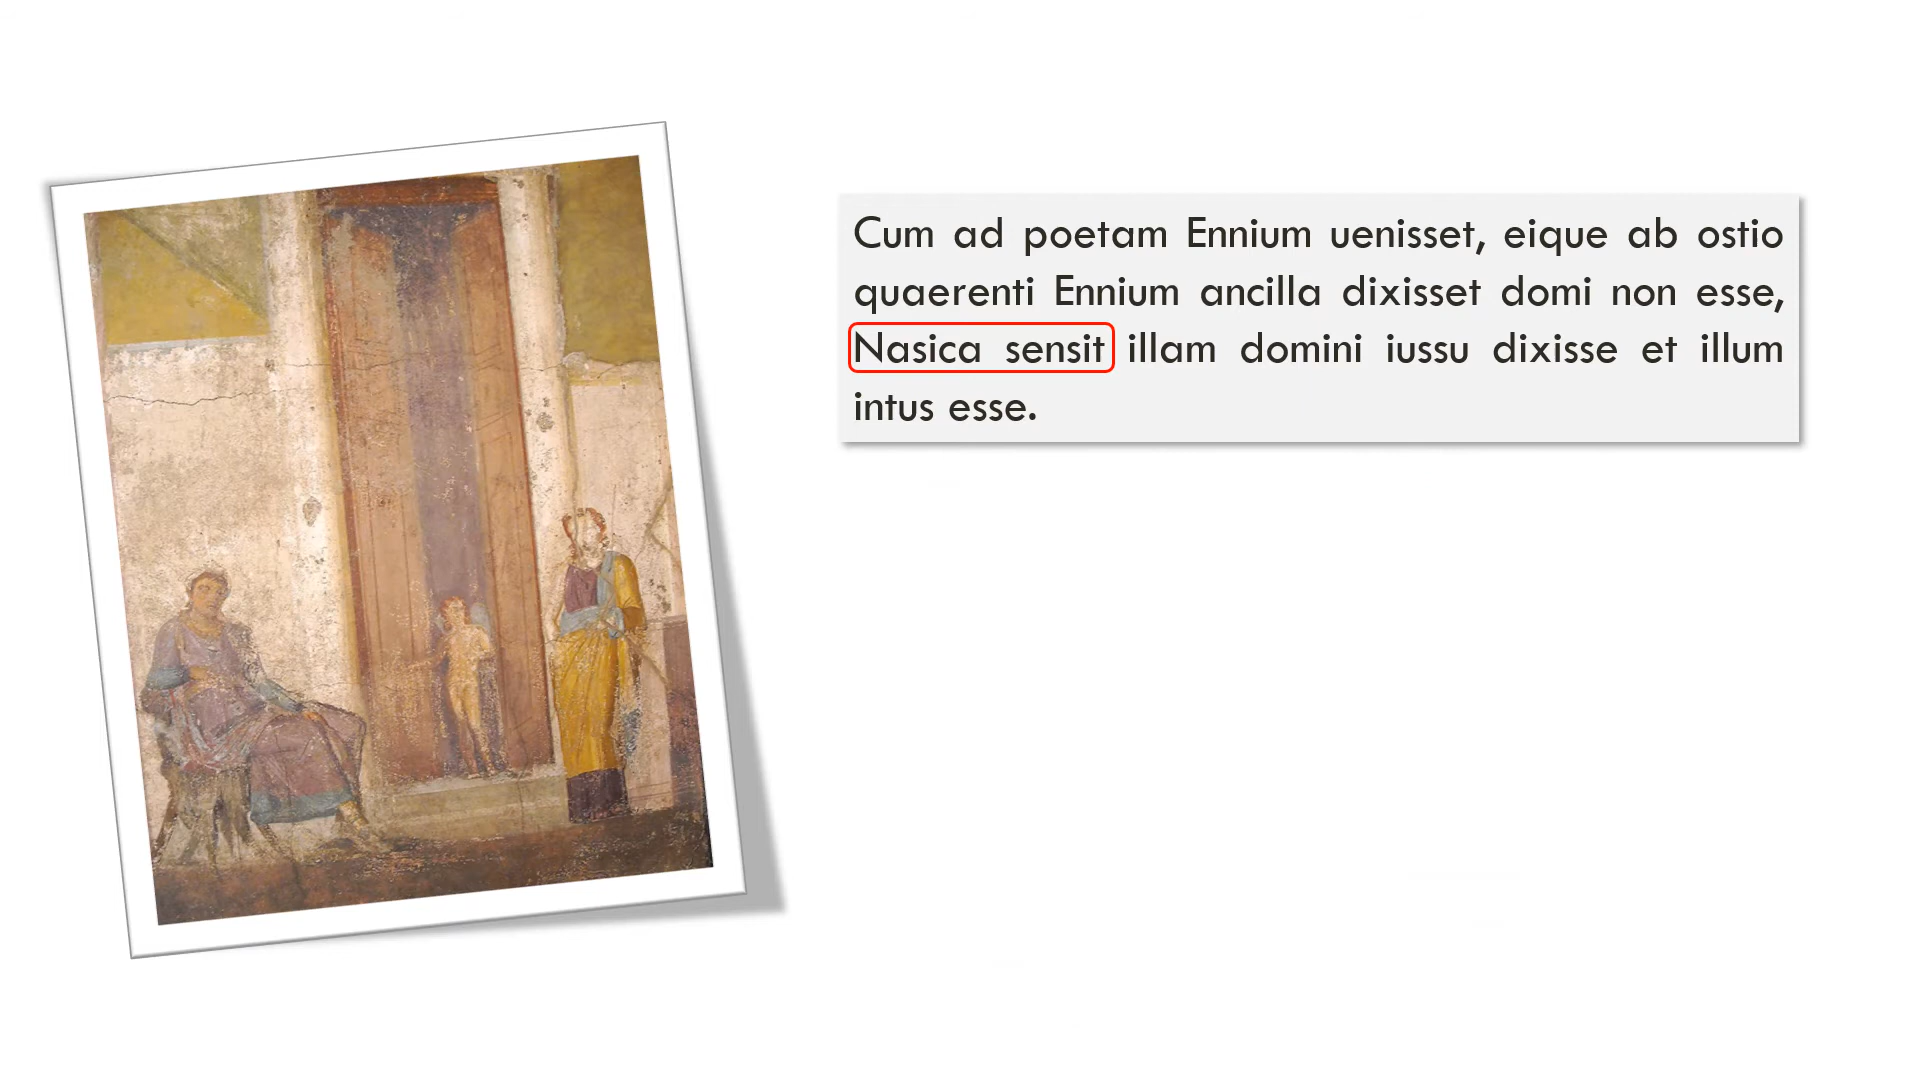 Cum ad poetam Ennium uenisset, eique ab ostio
quaerenti Ennium ancilla dixisset domi non esse,
Nasica sensit illam domini iussu dixisse et illum
intus esse.